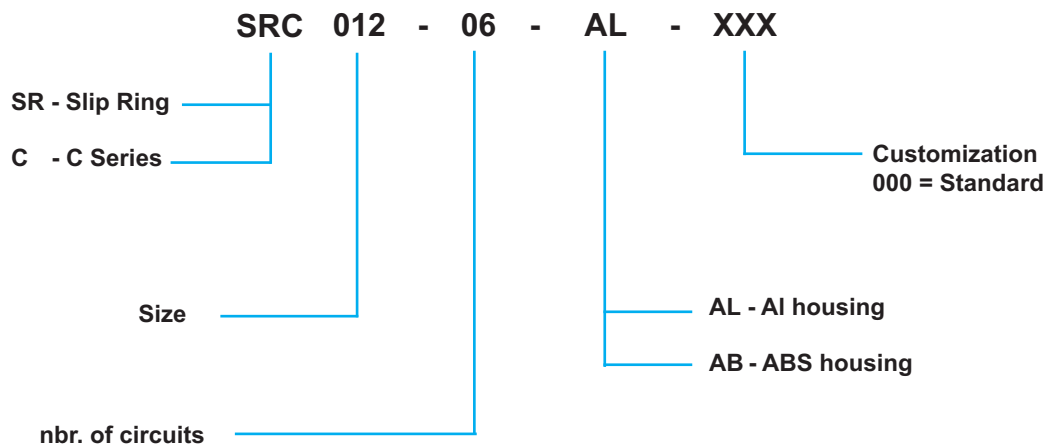 SRC 012 - 06 - AL - XXX
SR - Slip Ring
C - C Series
Customization
000 = Standard
Size
AL - Al housing
AB - ABS housing
nbr. of circuits